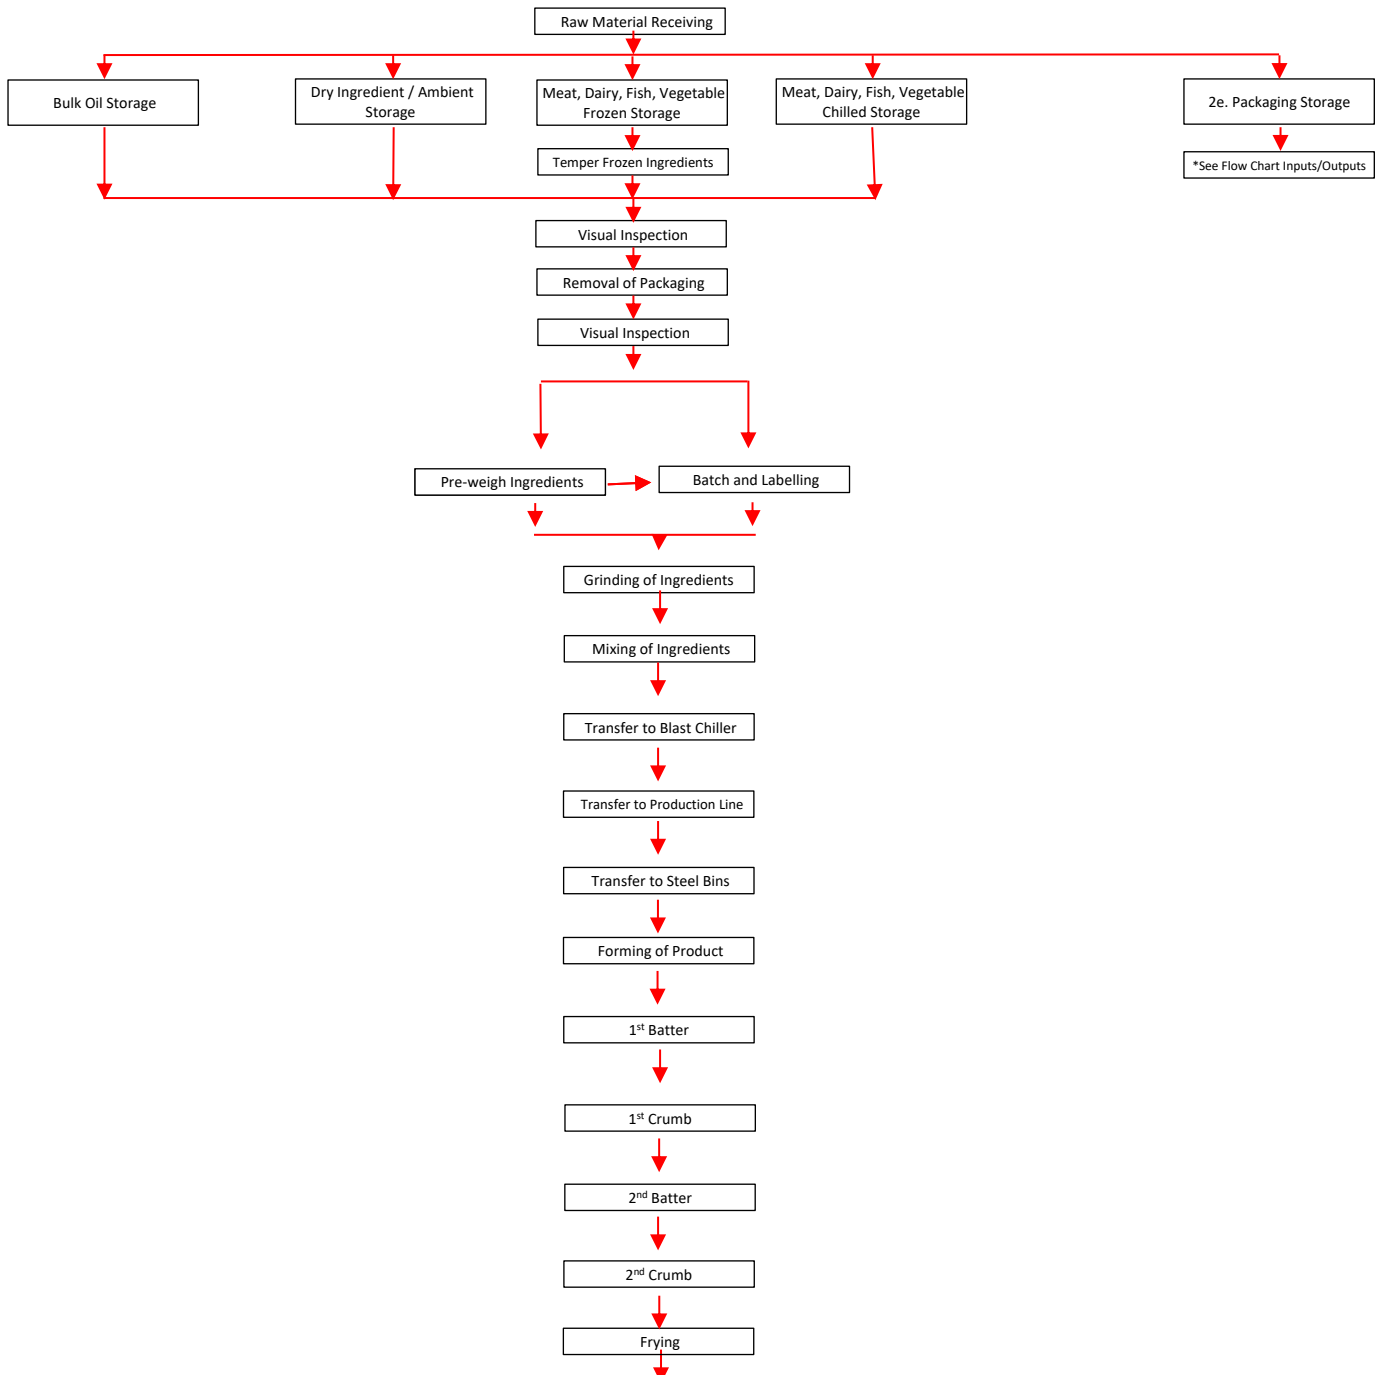 Raw Material Receiving
Bulk Oil Storage
Dry Ingredient / Ambient
Storage
Meat, Dairy, Fish, Vegetable
Frozen Storage
Meat, Dairy, Fish, Vegetable
Chilled Storage
2e. Packaging Storage
Temper Frozen Ingredients
*See Flow Chart Inputs/Outputs
Visual Inspection
Removal of Packaging
Visual Inspection
Pre-weigh Ingredients
Batch and Labelling
Grinding of Ingredients
Mixing of Ingredients
Transfer to Blast Chiller
Transfer to Production Line
Transfer to Steel Bins
Forming of Product
1st Batter
1st Crumb
2nd Batter
2nd Crumb
Frying